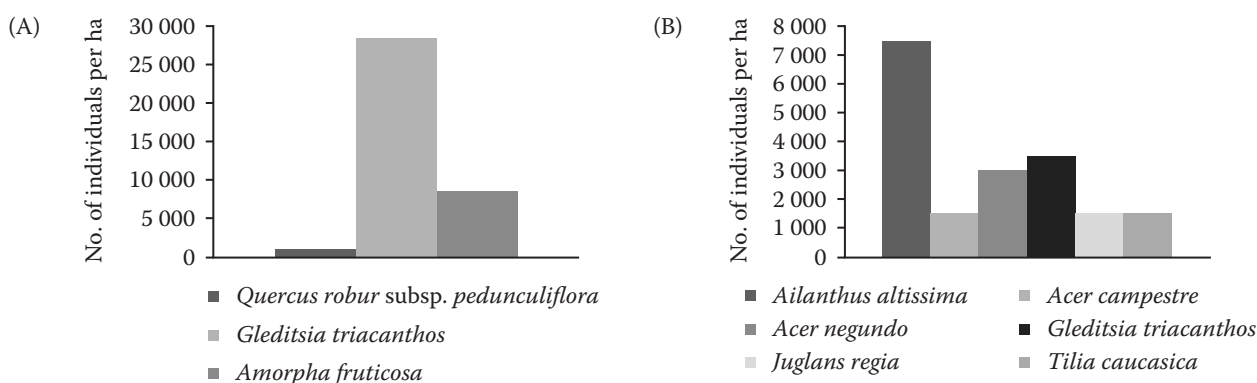 (A)
No. of individuals per ha
30 000
25 000
20 000
15 000
10 000
5 000
0
Quercus robur subsp. pedunculiflora
Gleditsia triacanthos
Amorpha fruticosa
(B)
No. of individuals per ha
8 000
7 000
6 000
5 000
4 000
3 000
2 000
1 000
0
Ailanthus altissima
Acer campestre
Acer negundo
Gleditsia triacanthos
Juglans regia
Tilia caucasica